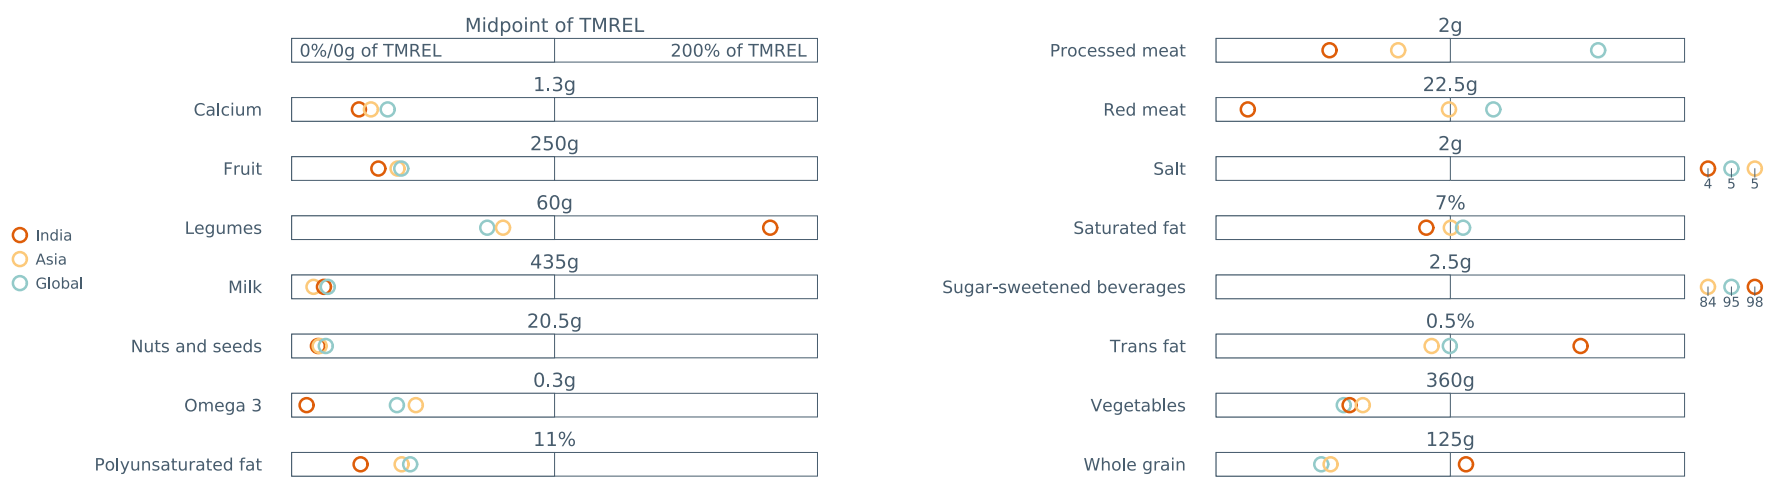 Midpoint of TMREL
0%/0g of TMREL 200% of TMREL
1.3g
Calcium
250g
Fruit
60g
Legumes
435g
Milk
20.5g
Nuts and seeds
0.3g
Omega 3
11%
Polyunsaturated fat
India
Asia
Global
2g
Processed meat
22.5g
Red meat
2g
Salt
4 5 5
7%
Saturated fat
2.5g
Sugar-sweetened beverages
84 95 98
0.5%
Trans fat
360g
Vegetables
125g
Whole grain